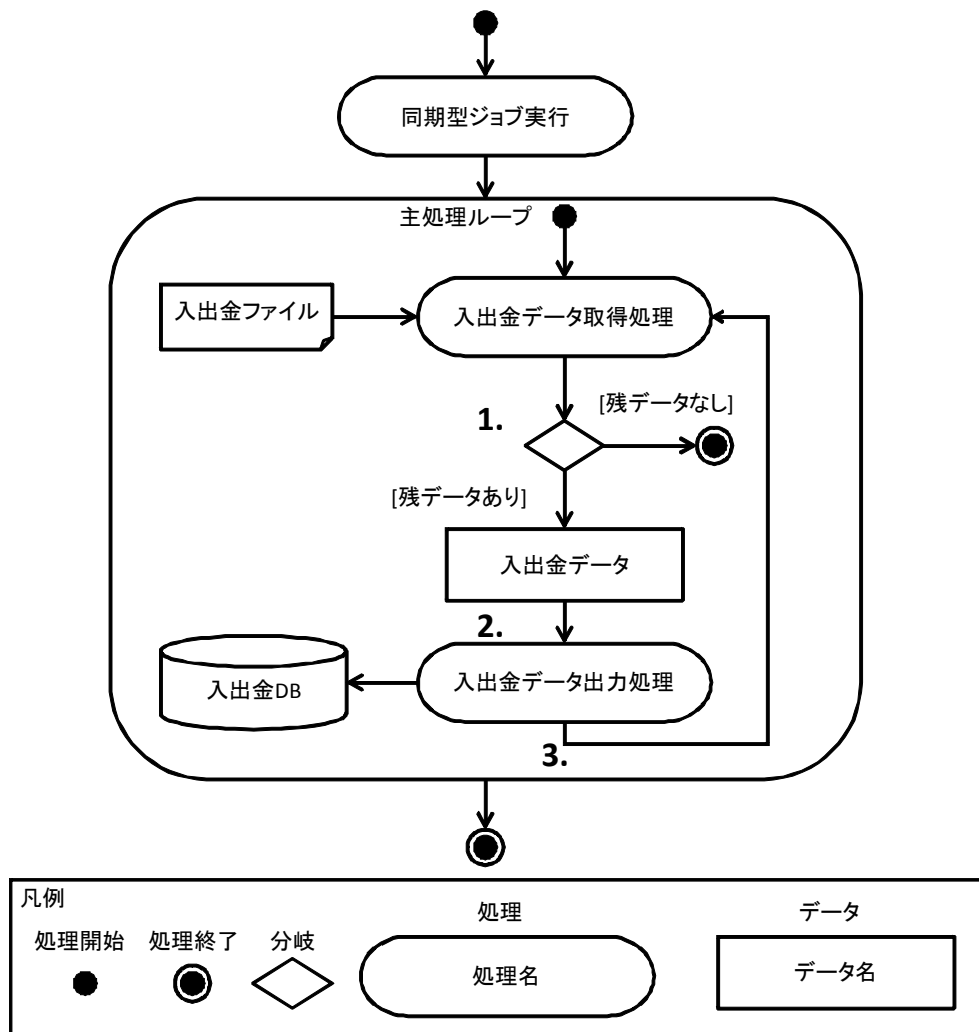 同期型ジョブ実行
主処理ループ
入出金ファイル
入出金データ取得処理
[残データなし]
1.
[残データあり]
入出金データ
2.
入出金DB
入出金データ出力処理
3.
凡例
処理
データ
処理開始
処理終了
分岐
処理名
データ名